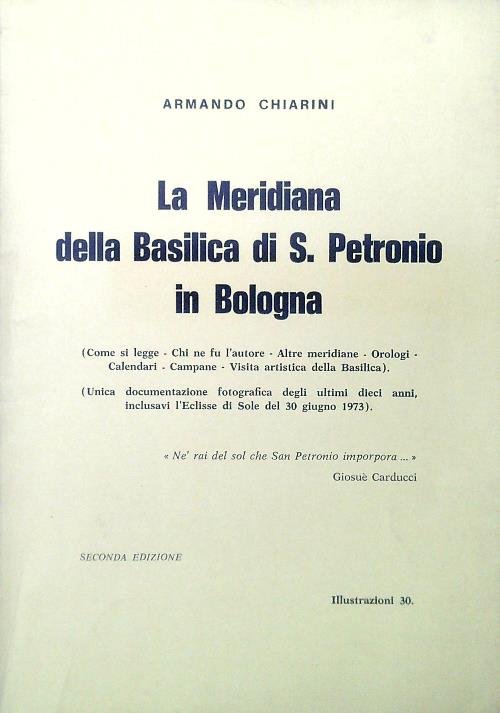 ARMANDO CHIARINI
La Meridiana
della Basilica di S. Petronio
in Bologna
(Come si legge - Chi ne fu l'autore - Altre meridiane - Orologi -
Calendari - Campane - Visita artistica della Basilica).
(Unica documentazione fotografica degli ultimi dieci anni,
inclusavi l'Eclisse di Sole del 30 giugno 1973).
« Ne' rai del sol che San Petronio imporpora ... »
Giosuè Carducci
SECONDA EDIZIONE
Illustrazioni 30.